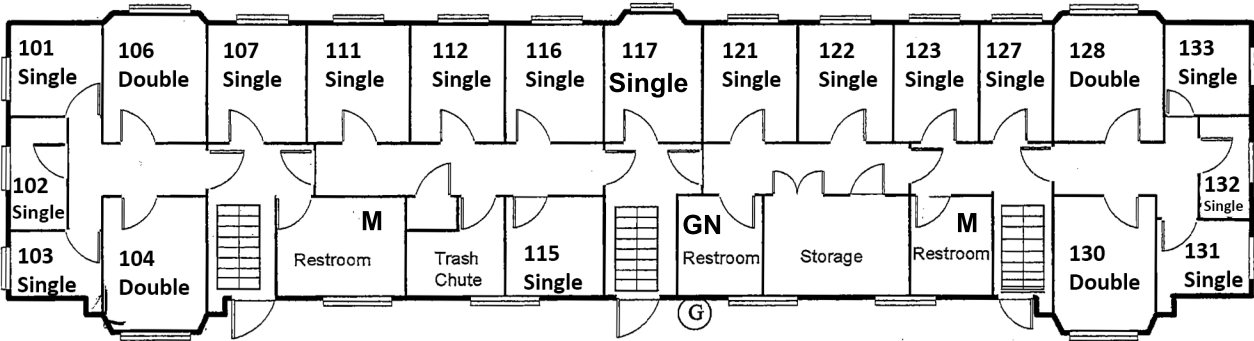 101
Single
106
Double
107
Single
111
Single
112
Single
116
Single
117
Single
121
Single
122
Single
123
Single
127
Single
128
Double
133
Single
102
Single
132
Single
103
Single
104
Double
M
Restroom
Trash
Chute
115
Single
GN
Restroom
Storage
M
Restroom
130
Double
131
Single
G